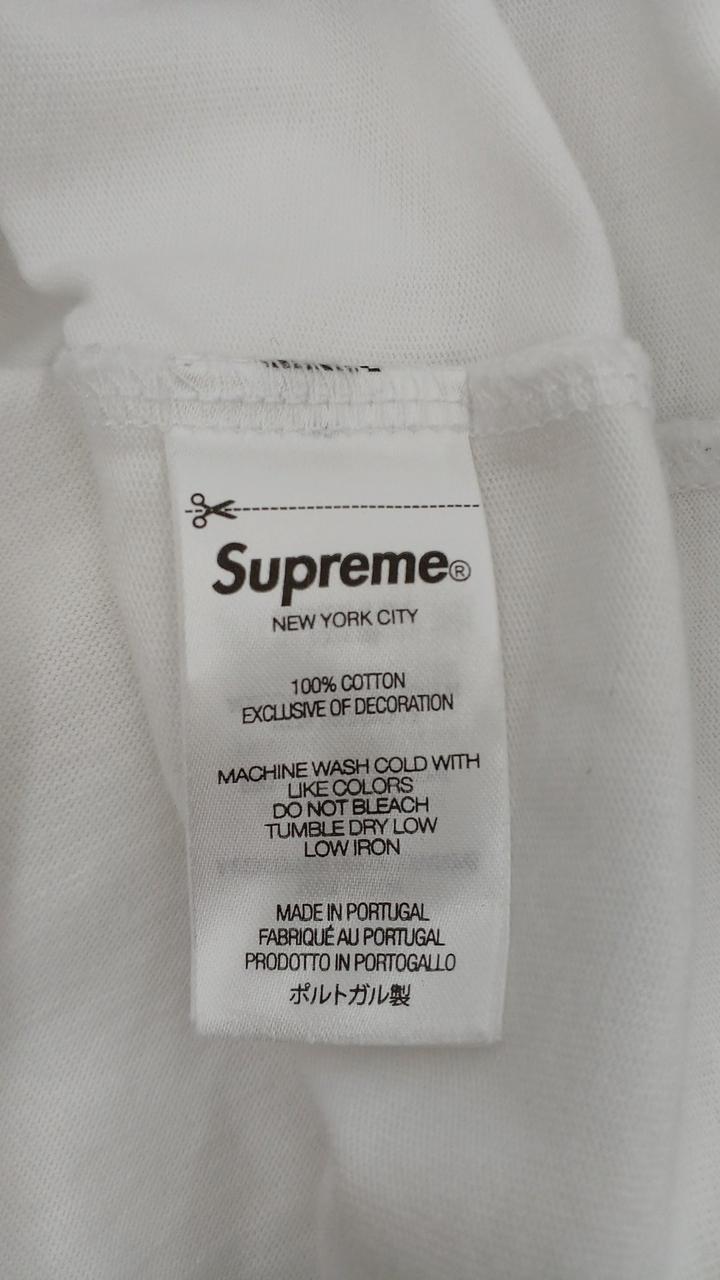 Supreme®
NEW YORK CITY
100% COTTON
EXCLUSIVE OF DECORATION
MACHINE WASH COLD WITH
LIKE COLORS
DO NOT BLEACH
TUMBLE DRY LOW
LOW IRON
MADE IN PORTUGAL
FABRIQUÉ AU PORTUGAL
PRODOTTO IN PORTOGALLO
ポルトガル製